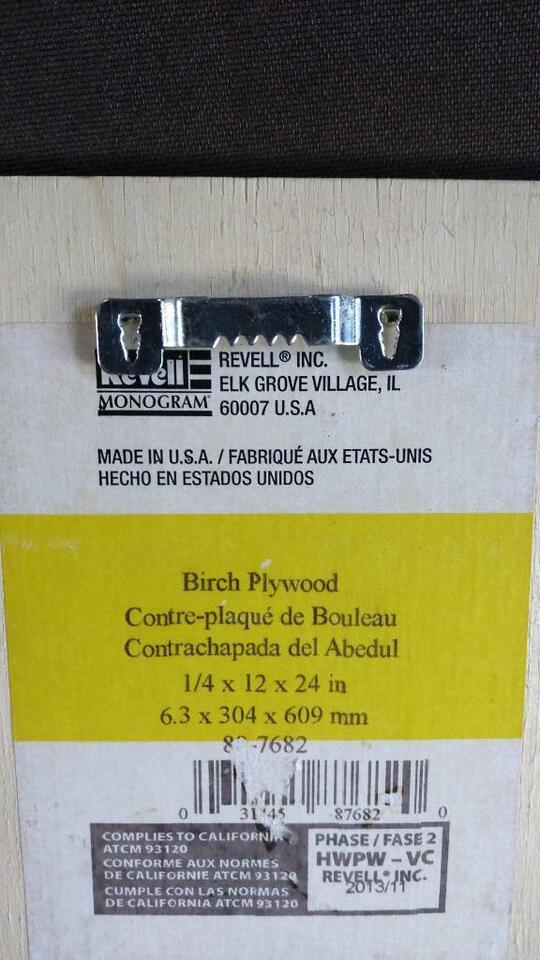 Revell
MONOGRAM
REVELL® INC.
ELK GROVE VILLAGE, IL
60007 U.S.A
MADE IN U.S.A. / FABRIQUÉ AUX ETATS-UNIS
HECHO EN ESTADOS UNIDOS
Birch Plywood
Contre-plaqué de Bouleau
Contrachapada del Abedul
1/4 x 12 x 24 in
6.3 x 304 x 609 mm
-7682
0 87682 0
COMPLIES TO
ATCM 93120
CONFORME AUX NORMES
DE CALIFORNIE ATCM 93120
CUMPLE CON LAS NORMAS
DE CALIFORNIA ATCM 93120
PHASE / FASE 2
HWPW – VC
REVELL® INC.
2013/11